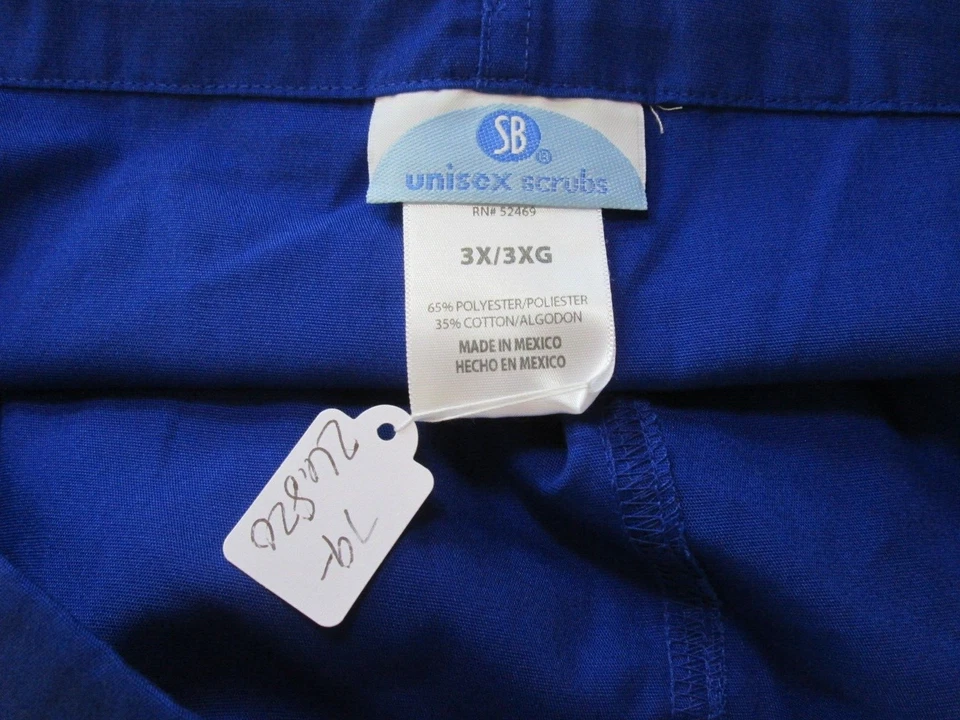 SB
®
unisex scrubs
RN# 52469
3X/3XG
65% POLYESTER/POLIESTER
35% COTTON/ALGODON
MADE IN MEXICO
HECHO EN MEXICO